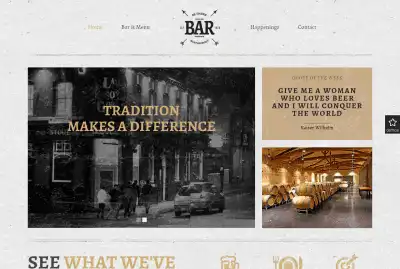 Home
Bar & Menu
BAR
Happenings
Contact
TRADITION
MAKES A DIFFERENCE
QUOTE OF THE WEEK
GIVE ME A WOMAN
WHO LOVES BEER
AND I WILL CONQUER
THE WORLD
Kaiser Wilhelm
SEE WHAT WE'VE